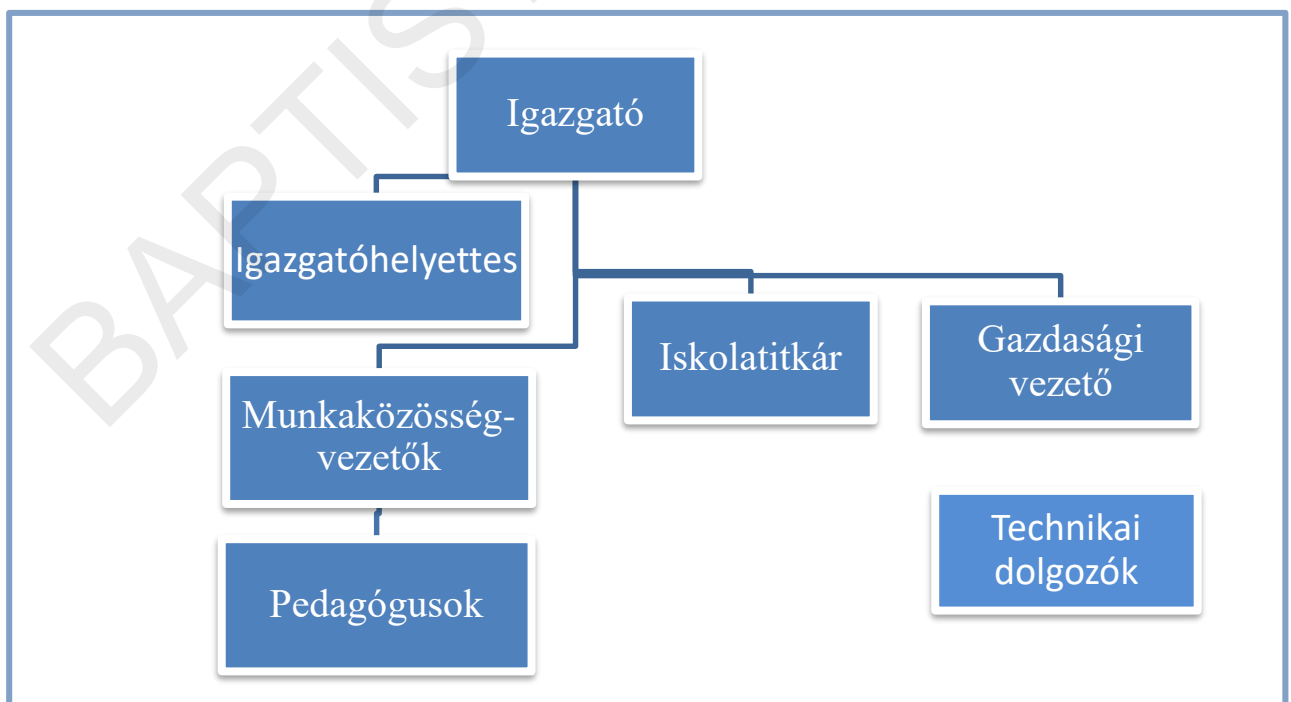 Igazgató
Igazgatóhelyettes
Iskolatitkár
Gazdasági
vezető
Munkaközösség-
vezetők
Technikai
dolgozók
Pedagógusok
BAPTIS